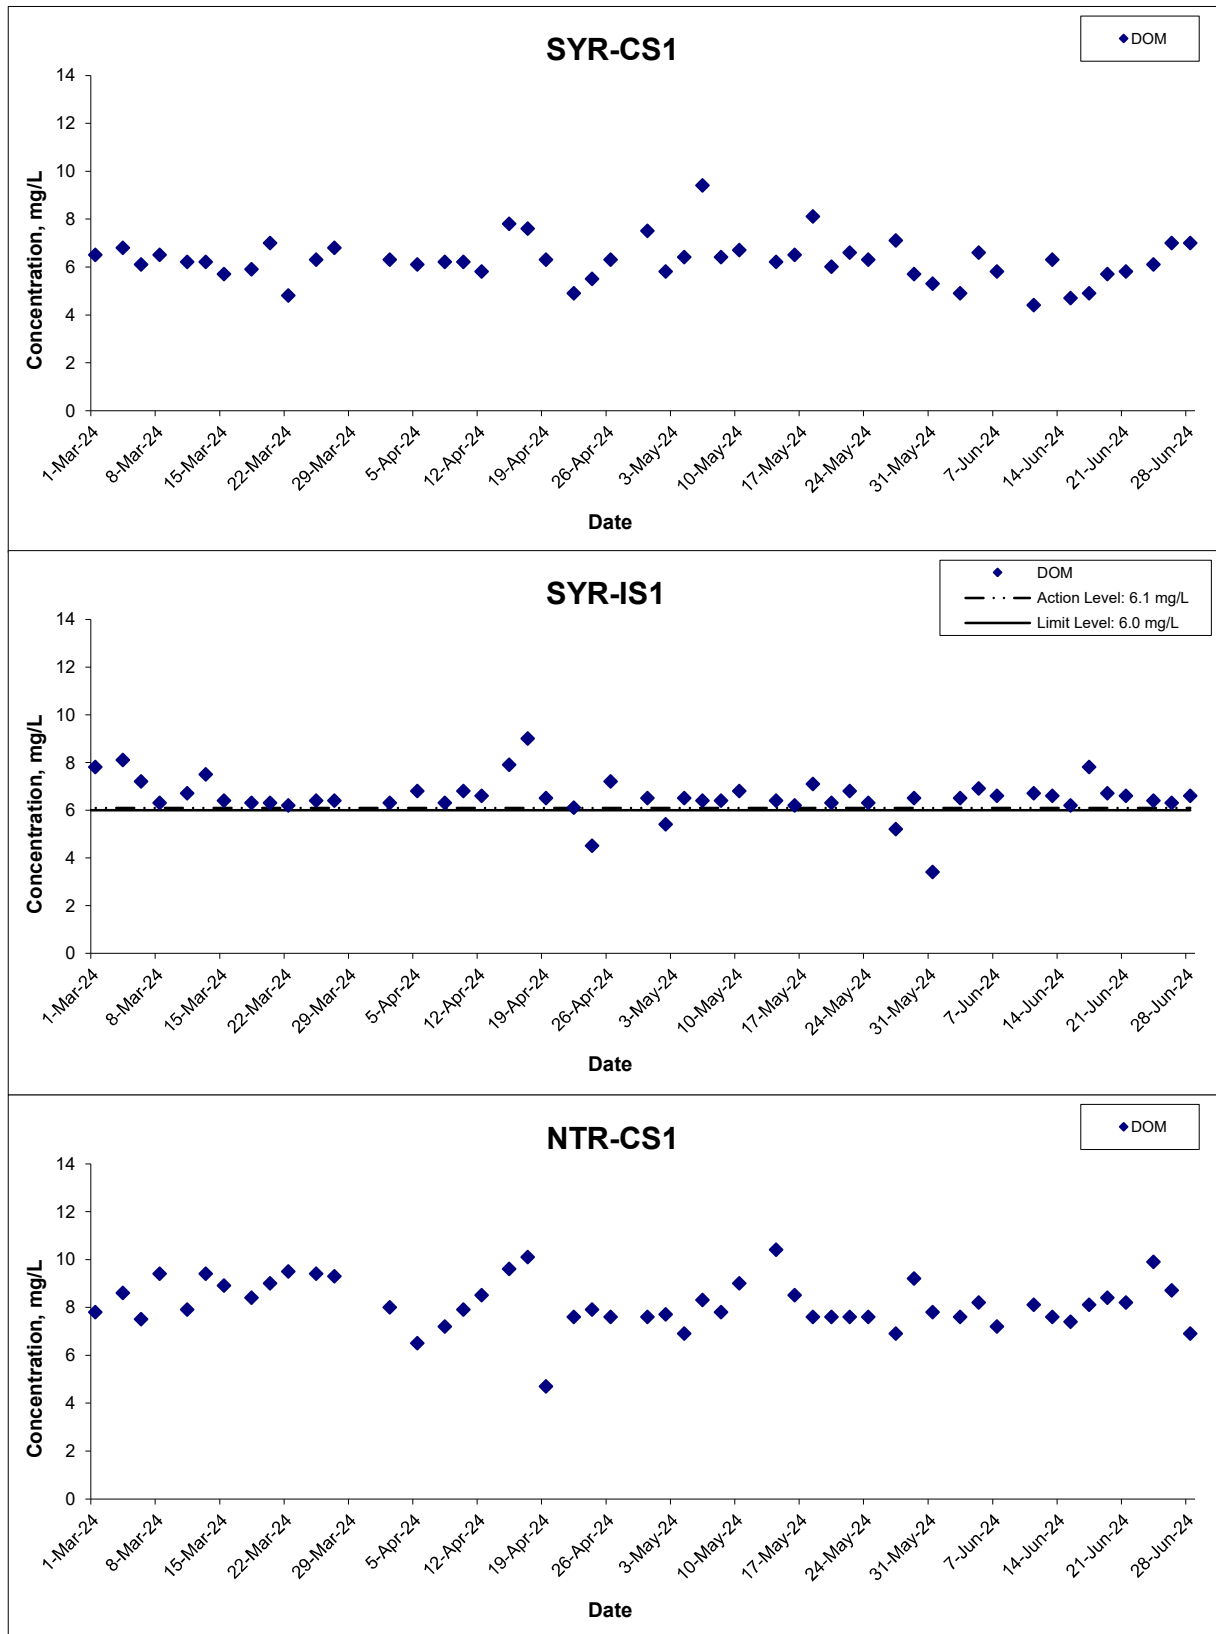 SYR-CS1
DOM
Concentration, mg/L
14
12
10
8
6
4
2
0
1-Mar-24
8-Mar-24
15-Mar-24
22-Mar-24
29-Mar-24
5-Apr-24
12-Apr-24
19-Apr-24
26-Apr-24
3-May-24
10-May-24
17-May-24
24-May-24
31-May-24
7-Jun-24
14-Jun-24
21-Jun-24
28-Jun-24
Date
SYR-IS1
DOM
Action Level: 6.1 mg/L
Limit Level: 6.0 mg/L
Concentration, mg/L
14
12
10
8
6
4
2
0
1-Mar-24
8-Mar-24
15-Mar-24
22-Mar-24
29-Mar-24
5-Apr-24
12-Apr-24
19-Apr-24
26-Apr-24
3-May-24
10-May-24
17-May-24
24-May-24
31-May-24
7-Jun-24
14-Jun-24
21-Jun-24
28-Jun-24
Date
NTR-CS1
DOM
Concentration, mg/L
14
12
10
8
6
4
2
0
1-Mar-24
8-Mar-24
15-Mar-24
22-Mar-24
29-Mar-24
5-Apr-24
12-Apr-24
19-Apr-24
26-Apr-24
3-May-24
10-May-24
17-May-24
24-May-24
31-May-24
7-Jun-24
14-Jun-24
21-Jun-24
28-Jun-24
Date